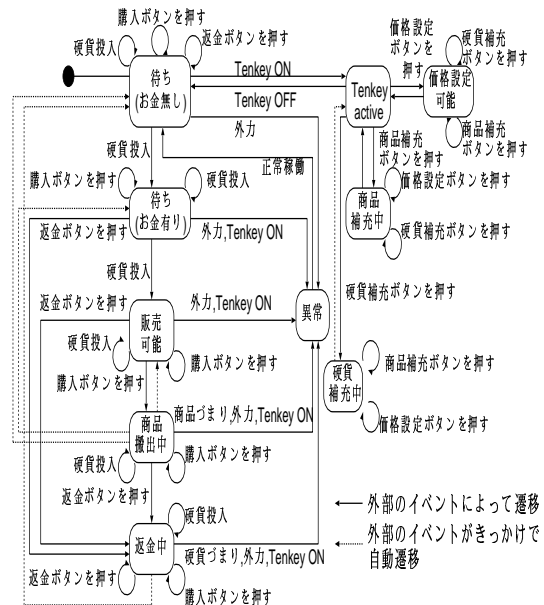 購入ボタンを押す
硬貨投入
返金ボタンを押す
待ち
(お金無し)
Tenkey ON
Tenkey OFF
外力
価格設定
ボタンを
押す
硬貨補充
ボタンを押す
Tenkey
active
価格設定
可能
商品補充
ボタンを押す
硬貨投入
正常稼働
商品補充
ボタンを押す
購入ボタンを押す
硬貨投入
価格設定ボタンを押す
待ち
(お金有り)
商品
補充中
返金ボタンを押す
外力,Tenkey ON
硬貨補充ボタンを押す
硬貨投入
硬貨補充ボタンを押す
返金ボタンを押す
外力,Tenkey ON
異常
販売
可能
硬貨投入
商品補充ボタンを押す
購入ボタンを押す
購入ボタンを押す
硬貨
補充中
商品づまり,外力,Tenkey ON
商品
搬出中
価格設定ボタンを押す
硬貨投入
購入ボタンを押す
返金ボタンを押す
外部のイベントによって遷移
硬貨投入
外部のイベントがきっかけで
自動遷移
返金中
硬貨づまり,外力,Tenkey ON
返金ボタンを押す
購入ボタンを押す